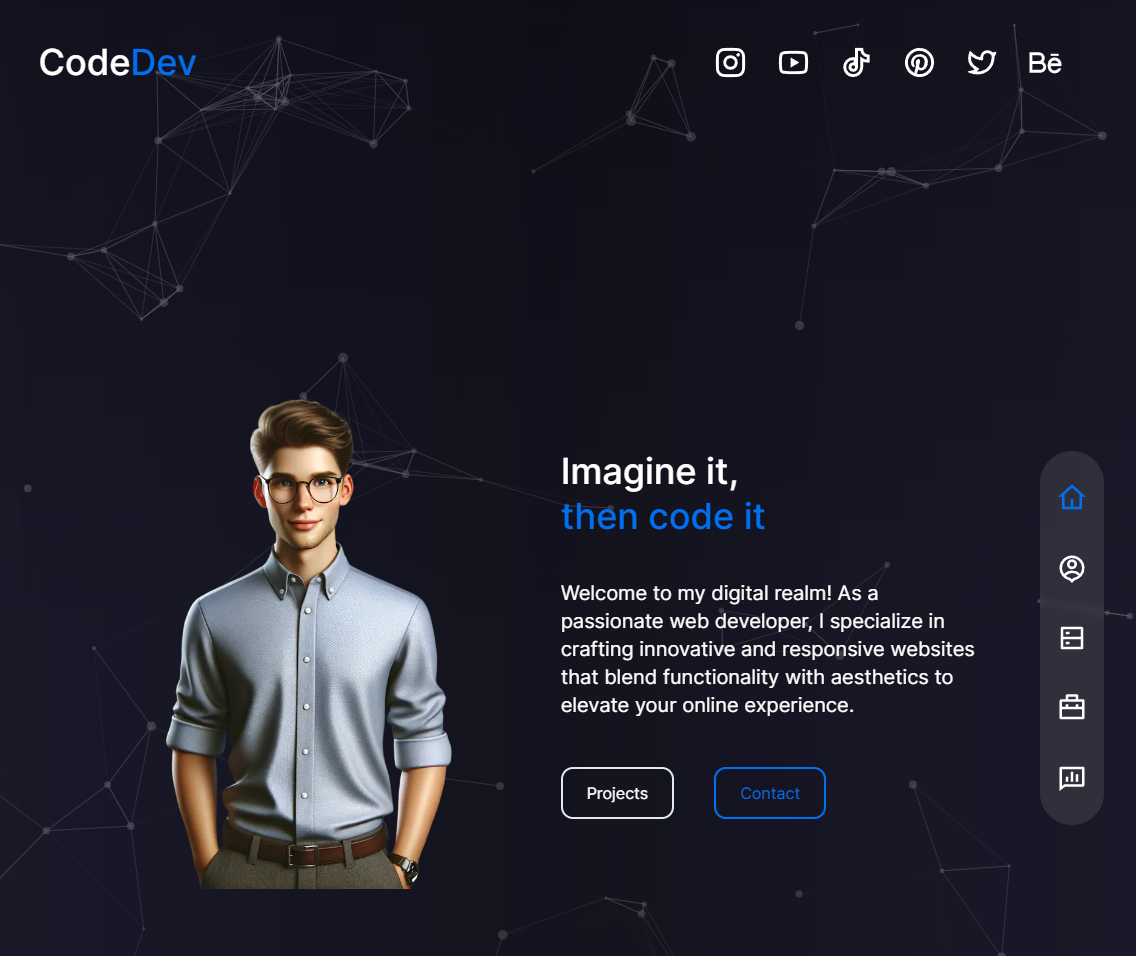 CodeDev
Bē
Imagine it,
then code it
Welcome to my digital realm! As a
passionate web developer, I specialize in
crafting innovative and responsive websites
that blend functionality with aesthetics to
elevate your online experience.
Projects
Contact